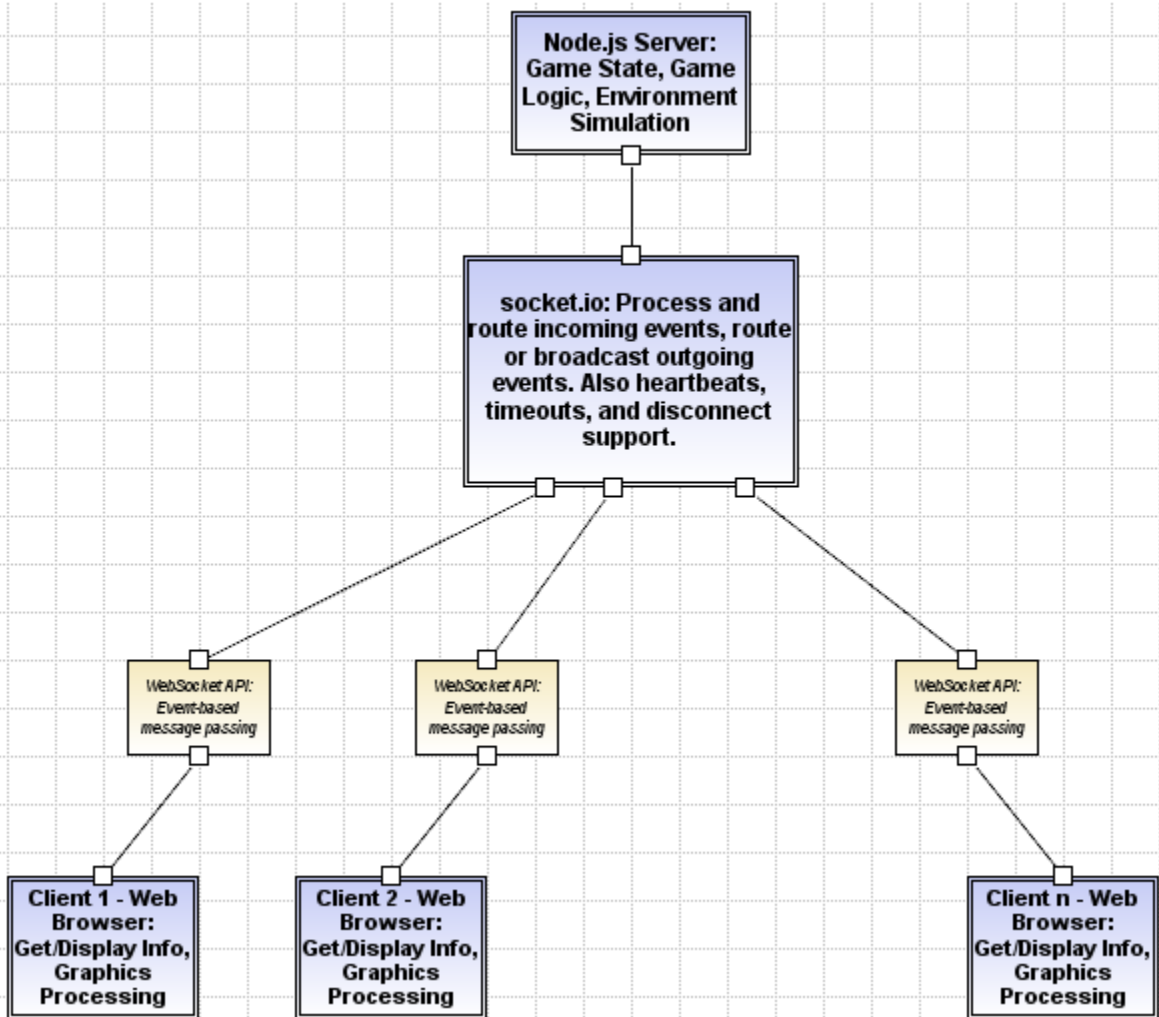 Node.js Server:
Game State, Game
Logic, Environment
Simulation
socket.io: Process and
route incoming events, route
or broadcast outgoing
events. Also heartbeats,
timeouts, and disconnect
support.
WebSocket API:
Event-based
message passing
WebSocket API:
Event-based
message passing
WebSocket API:
Event-based
message passing
Client 1 - Web
Browser:
Get/Display Info,
Graphics
Processing
Client 2 - Web
Browser:
Get/Display Info,
Graphics
Processing
Client n - Web
Browser:
Get/Display Info,
Graphics
Processing